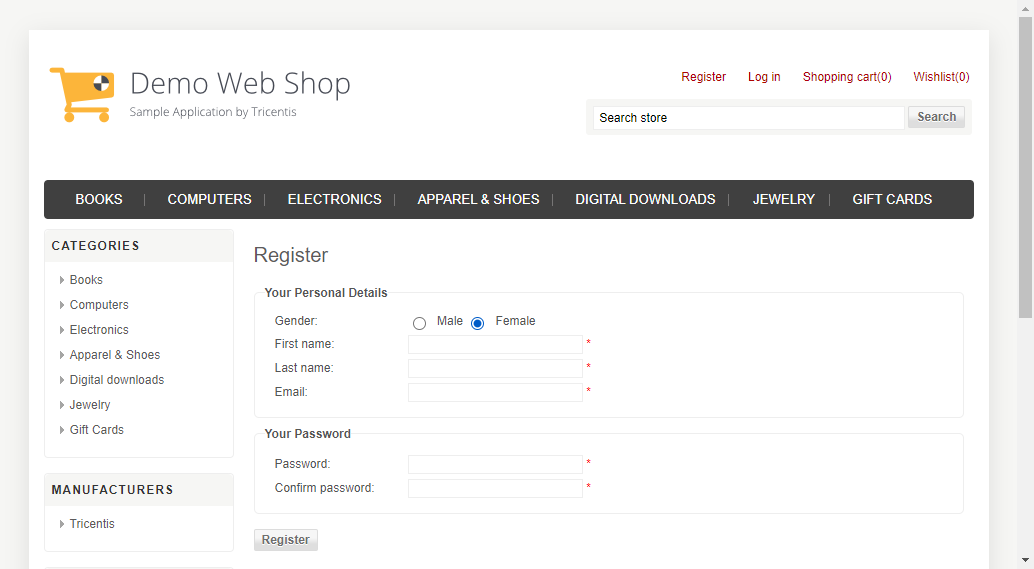 Demo Web Shop
Sample Application by Tricentis
Register Log in Shopping cart(0) Wishlist(0)
Search store Search
BOOKS COMPUTERS ELECTRONICS APPAREL & SHOES DIGITAL DOWNLOADS JEWELRY GIFT CARDS
CATEGORIES
Books
Computers
Electronics
Apparel & Shoes
Digital downloads
Jewelry
Gift Cards
MANUFACTURERS
Tricentis
Register
Your Personal Details
Gender: Male Female
First name: *
Last name: *
Email: *
Your Password
Password: *
Confirm password: *
Register